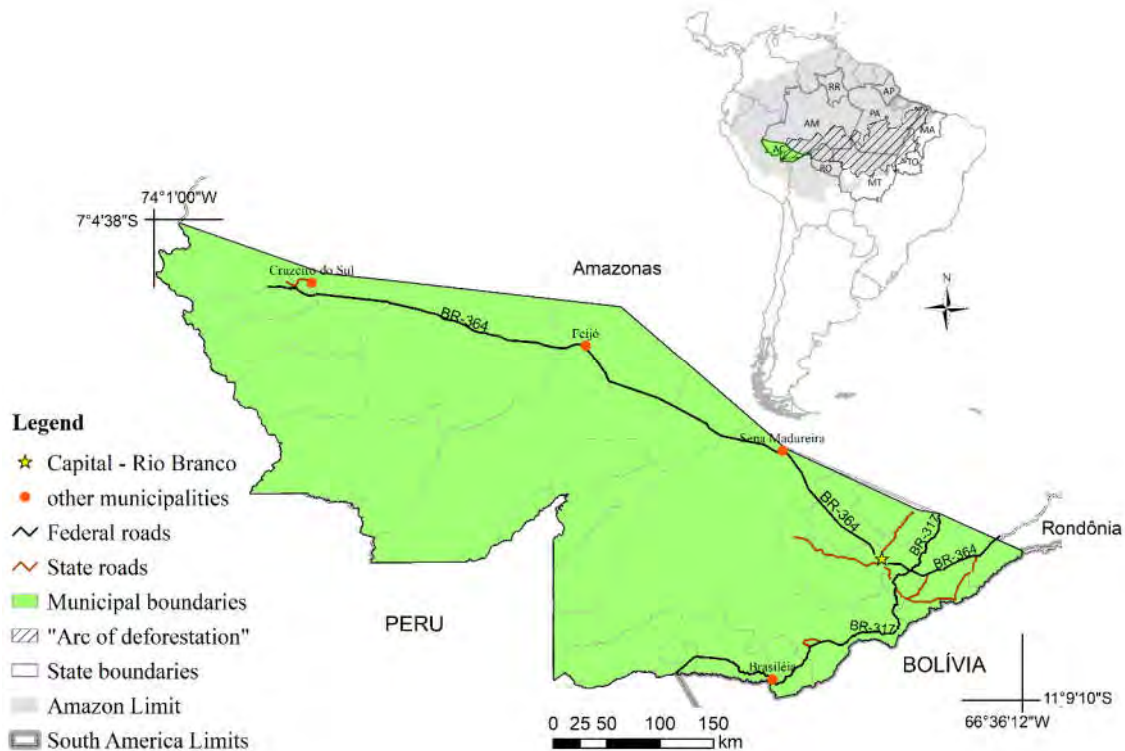 RR
AP
AM
PA
MA
AC
RO
TO
MT
74°1'00"W
7°4'38"S
Cruzeiro do Sul
Amazonas
N
BR-364
Feijó
Legend
Capital - Rio Branco
other municipalities
Federal roads
State roads
Municipal boundaries
"Arc of deforestation"
State boundaries
Amazon Limit
South America Limits
Sena Madureira
BR-364
BR-317
BR-364
Rondônia
PERU
BR-317
Brasiléia
BOLÍVIA
11°9'10"S
66°36'12"W
0 25 50 100 150
km